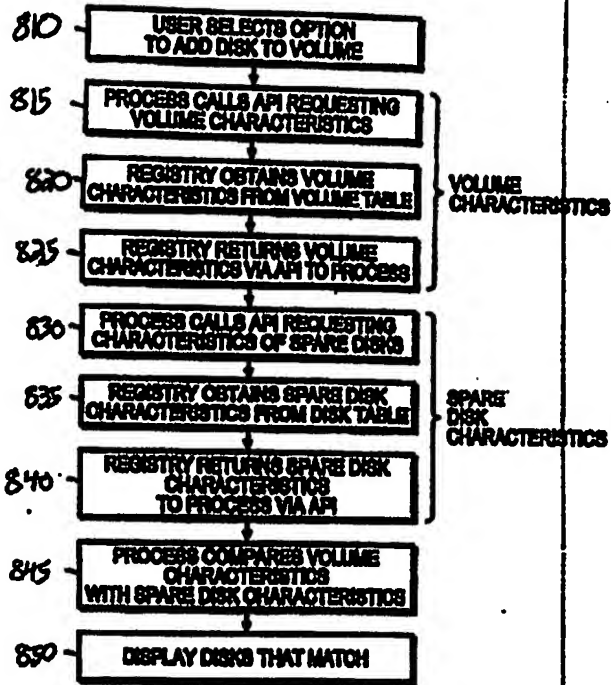 810
USER SELECTS OPTION
TO ADD DISK TO VOLUME
815
PROCESS CALLS API REQUESTING
VOLUME CHARACTERISTICS
820
REGISTRY OBTAINS VOLUME
CHARACTERISTICS FROM VOLUME TABLE
825
REGISTRY RETURNS VOLUME
CHARACTERISTICS VIA API TO PROCESS
VOLUME
CHARACTERISTICS
830
PROCESS CALLS API REQUESTING
CHARACTERISTICS OF SPARE DISKS
835
REGISTRY OBTAINS SPARE DISK
CHARACTERISTICS FROM DISK TABLE
840
REGISTRY RETURNS SPARE DISK
CHARACTERISTICS
TO PROCESS VIA API
SPARE
DISK
CHARACTERISTICS
845
PROCESS COMPARES VOLUME
CHARACTERISTICS
WITH SPARE DISK CHARACTERISTICS
850
DISPLAY DISKS THAT MATCH